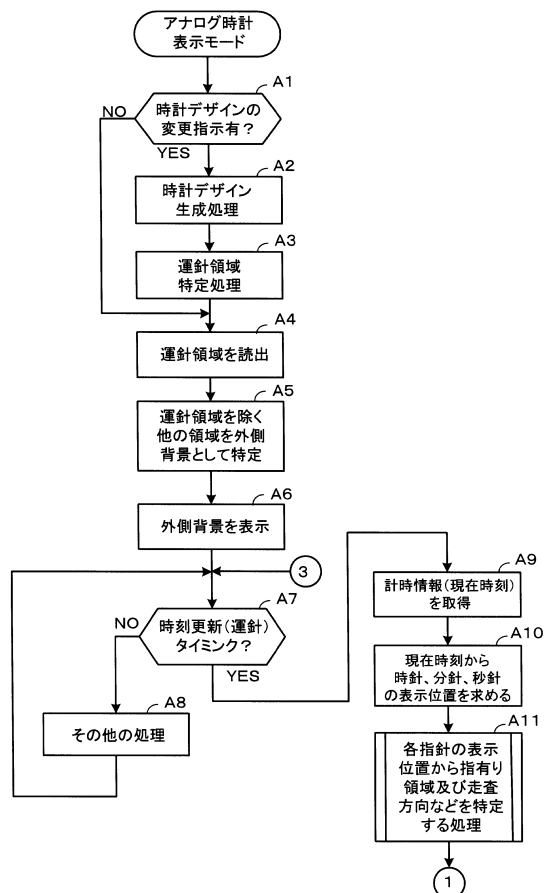 アナログ時計
表示モード
A1
時計デザインの
変更指示有？
NO
YES
A2
時計デザイン
生成処理
A3
運針領域
特定処理
A4
運針領域を読出
A5
運針領域を除く
他の領域を外側
背景として特定
A6
外側背景を表示
3
A7
時刻更新(運針)
タイミンク？
NO
YES
A8
その他の処理
A9
計時情報(現在時刻)
を取得
A10
現在時刻から
時針、分針、秒針
の表示位置を求める
A11
各指針の表示
位置から指有り
領域及び走査
方向などを特定
する処理
1